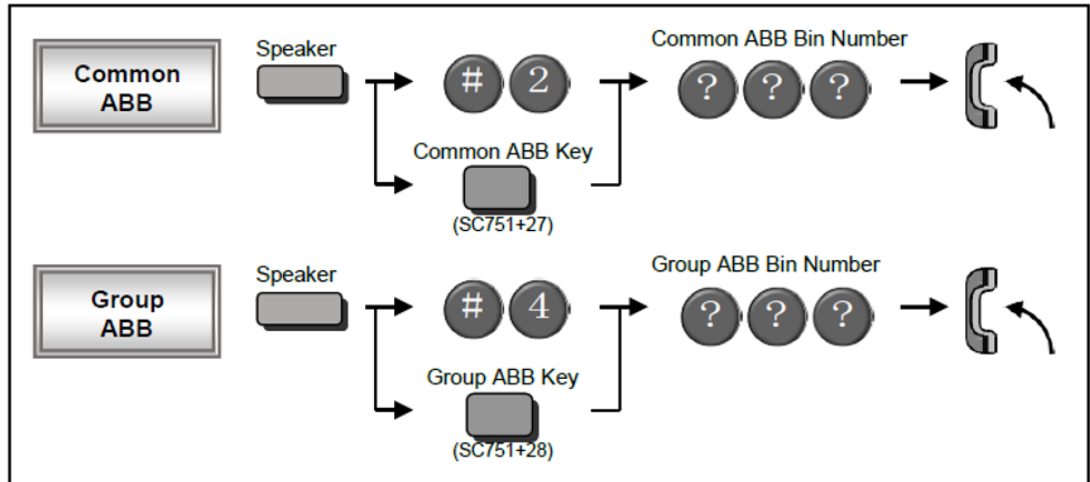 Common
ABB
Speaker
# 2
Common ABB Bin Number
? ? ?
Common ABB Key
(SC751+27)
Group
ABB
Speaker
# 4
Group ABB Bin Number
? ? ?
Group ABB Key
(SC751+28)